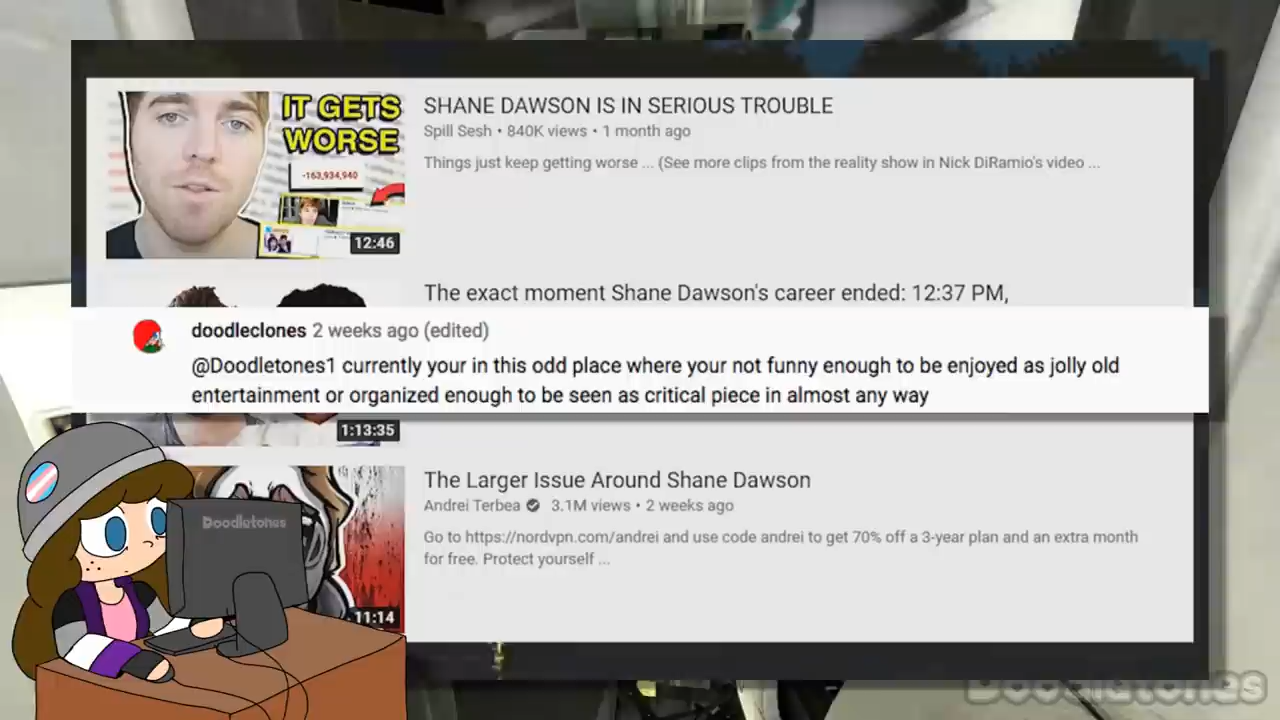 IT GETS
WORSE
-163,934,940
12:46
SHANE DAWSON IS IN SERIOUS TROUBLE
Spill Sesh • 840K views • 1 month ago
Things just keep getting worse ... (See more clips from the reality show in Nick DiRamio's video ...
The exact moment Shane Dawson's career ended: 12:37 PM,
doodleclones 2 weeks ago (edited)
@Doodletones1 currently your in this odd place where your not funny enough to be enjoyed as jolly old
entertainment or organized enough to be seen as critical piece in almost any way
1:13:35
The Larger Issue Around Shane Dawson
Andrei Terbea 3.1M views • 2 weeks ago
Go to https://nordvpn.com/andrei and use code andrei to get 70% off a 3-year plan and an extra month
for free. Protect yourself ...
11:14
Doodletones
Doodletones